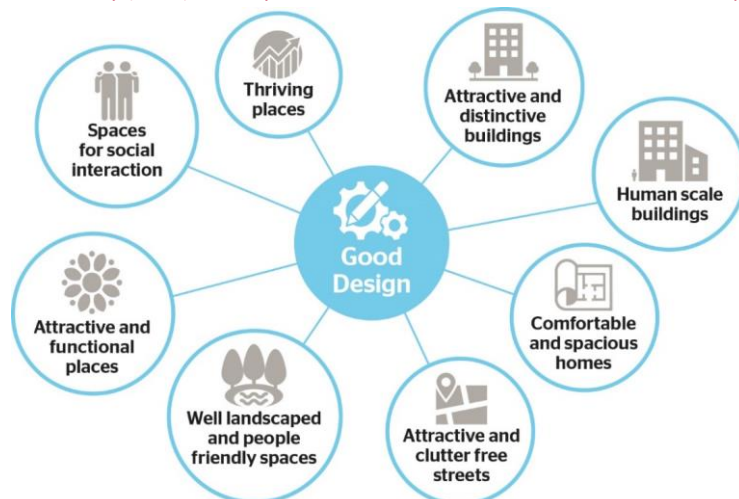 Thriving
places
Attractive and
distinctive
buildings
Spaces
for social
interaction
Human scale
buildings
Good
Design
Attractive and
functional
places
Comfortable
and spacious
homes
Well landscaped
and people
friendly spaces
Attractive and
clutter free
streets